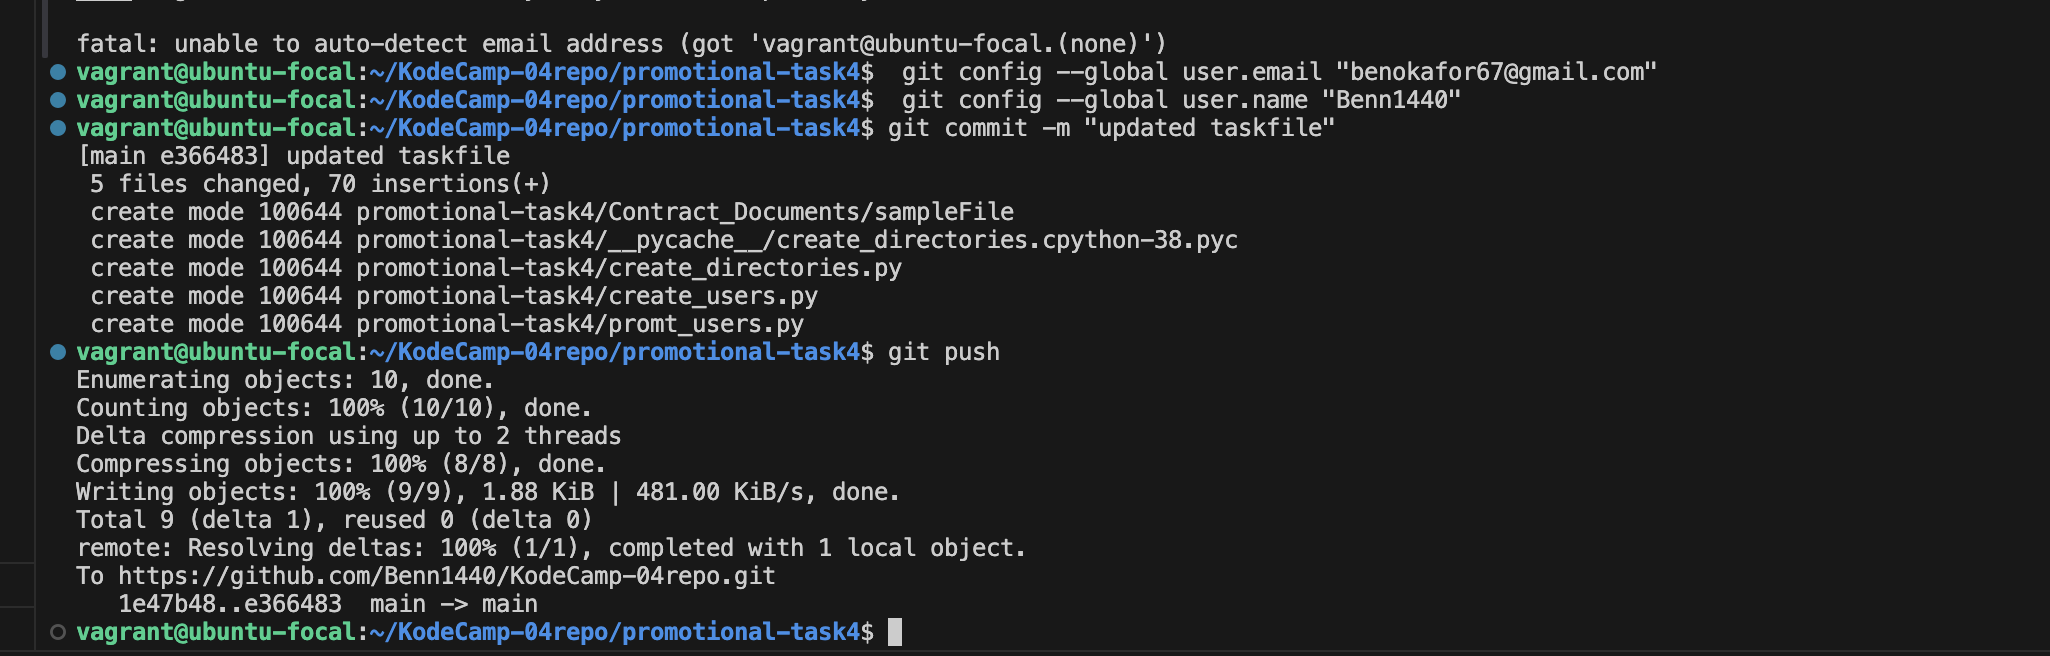 fatal: unable to auto-detect email address (got 'vagrant@ubuntu-focal.(none)')
vagrant@ubuntu-focal:~/KodeCamp-04repo/promotional-task4$  git config --global user.email "benokafor67@gmail.com"
vagrant@ubuntu-focal:~/KodeCamp-04repo/promotional-task4$  git config --global user.name "Benn1440"
vagrant@ubuntu-focal:~/KodeCamp-04repo/promotional-task4$ git commit -m "updated taskfile"
[main e366483] updated taskfile
 5 files changed, 70 insertions(+)
 create mode 100644 promotional-task4/Contract_Documents/sampleFile
 create mode 100644 promotional-task4/__pycache__/create_directories.cpython-38.pyc
 create mode 100644 promotional-task4/create_directories.py
 create mode 100644 promotional-task4/create_users.py
 create mode 100644 promotional-task4/promt_users.py
vagrant@ubuntu-focal:~/KodeCamp-04repo/promotional-task4$ git push
Enumerating objects: 10, done.
Counting objects: 100% (10/10), done.
Delta compression using up to 2 threads
Compressing objects: 100% (8/8), done.
Writing objects: 100% (9/9), 1.88 KiB | 481.00 KiB/s, done.
Total 9 (delta 1), reused 0 (delta 0)
remote: Resolving deltas: 100% (1/1), completed with 1 local object.
To https://github.com/Benn1440/KodeCamp-04repo.git
   1e47b48..e366483  main -> main
vagrant@ubuntu-focal:~/KodeCamp-04repo/promotional-task4$